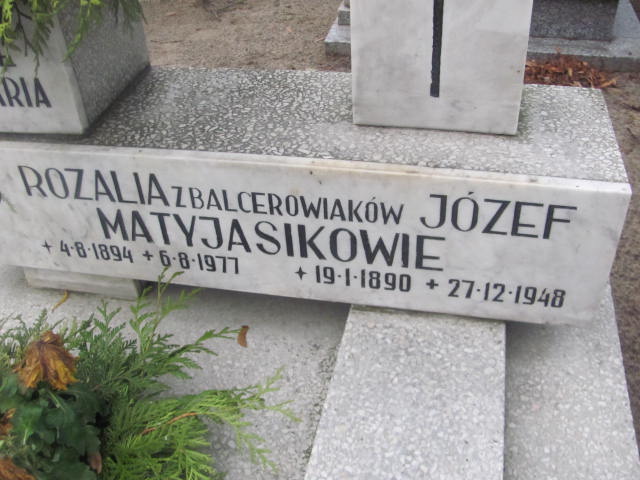 ARIA
ROZALIA Z BALCEROWIAKÓW JÓZEF
MATYJASIKOWIE
+ 4·8·1894 + 6·8·1977 + 19·1·1890 + 27·12·1948